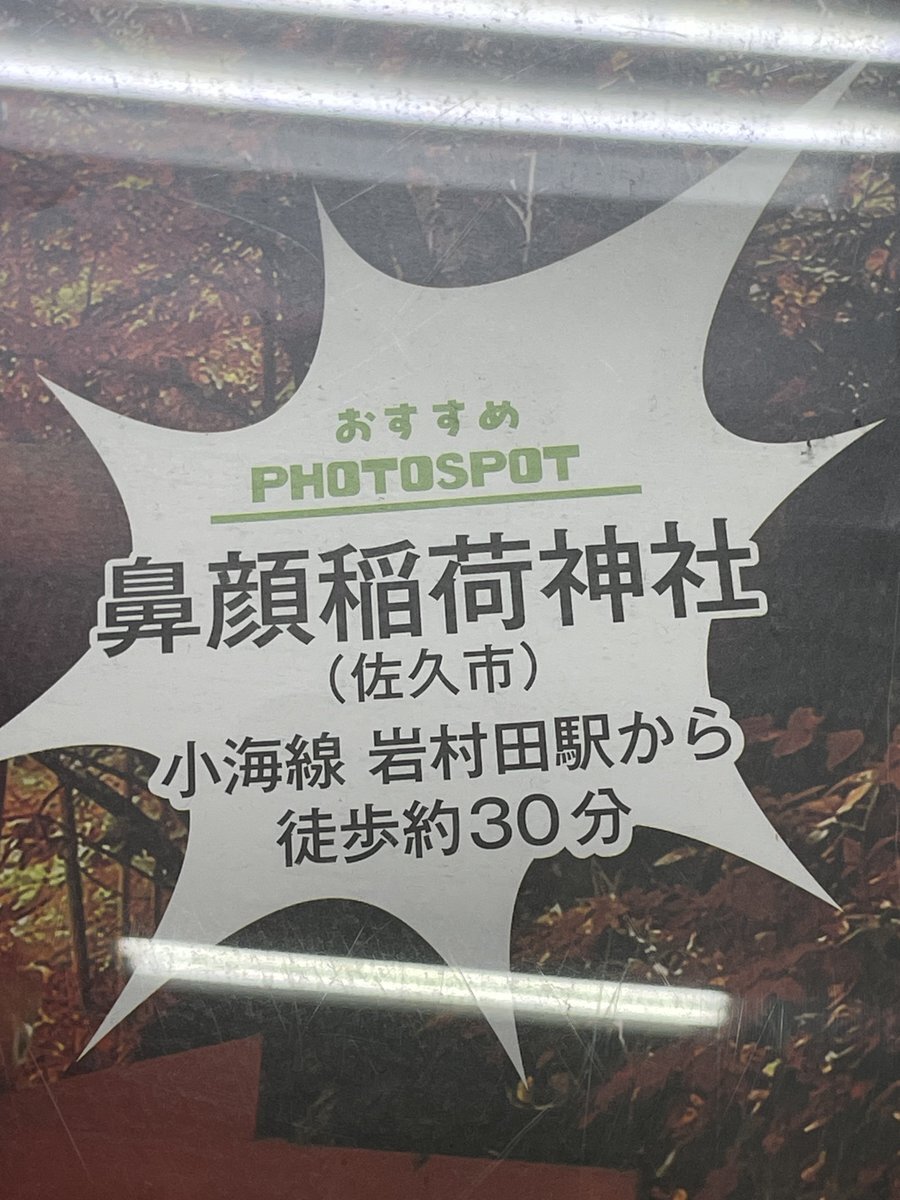 おすすめ
PHOTOSPOT
鼻顔稲荷神社
（佐久市）
小海線 岩村田駅から
徒歩約30分